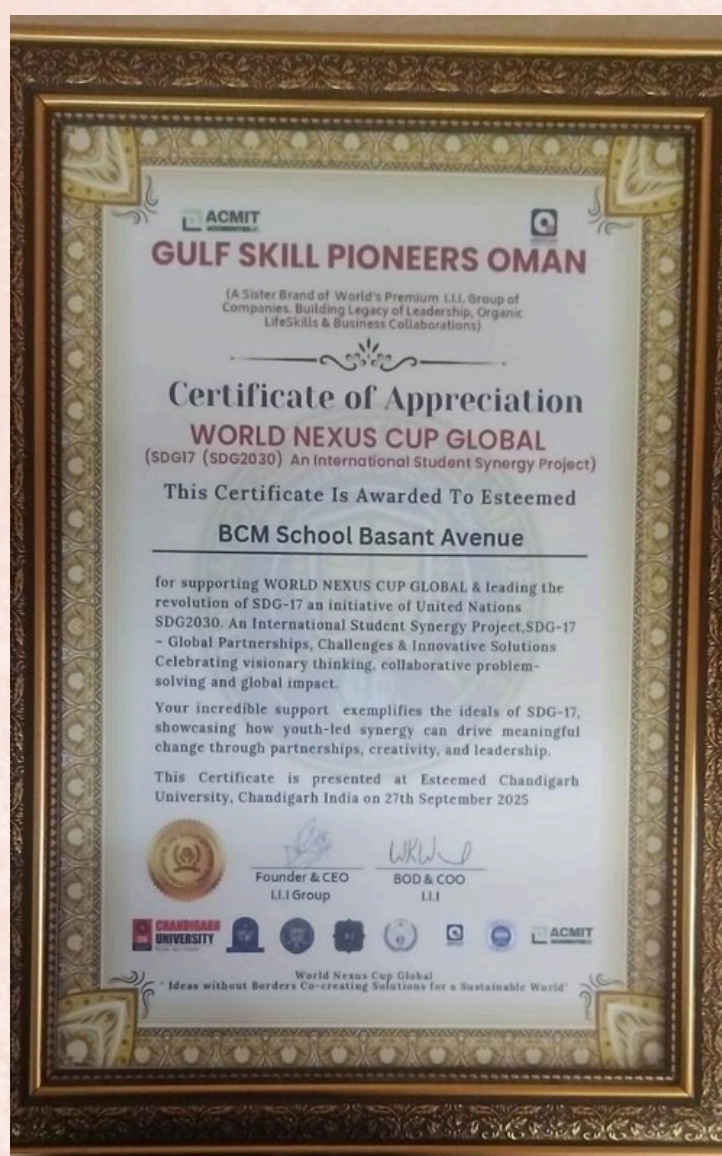 ACMIT
GULF SKILL PIONEERS OMAN
(A Sister Brand of World's Premium I.I.I. Group of
Companies. Building Legacy of Leadership, Organic
LifeSkills & Business Collaborations)
Certificate of Appreciation
WORLD NEXUS CUP GLOBAL
(SDG17 (SDG2030) An International Student Synergy Project)
This Certificate Is Awarded To Esteemed
BCM School Basant Avenue
for supporting WORLD NEXUS CUP GLOBAL & leading the
revolution of SDG-17 an initiative of United Nations
SDG2030. An International Student Synergy Project,SDG-17
– Global Partnerships, Challenges & Innovative Solutions
Celebrating visionary thinking, collaborative problem-
solving and global impact.
Your incredible support exemplifies the ideals of SDG-17,
showcasing how youth-led synergy can drive meaningful
change through partnerships, creativity, and leadership.
This Certificate is presented at Esteemed Chandigarh
University, Chandigarh India on 27th September 2025
Founder & CEO
I.I.I Group
BOD & COO
I.I.I
CHANDIGARH
UNIVERSITY
ACMIT
World Nexus Cup Global
" Ideas without Borders Co-creating Solutions for a Sustainable World"